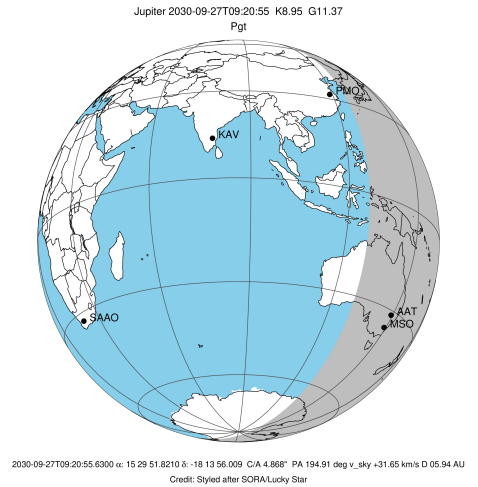 Jupiter 2030-09-27T09:20:55 K8.95 G11.37
Pgt
PMO
KAV
SAAO
AAT
MSO
2030-09-27T09:20:55.6300 α: 15 29 51.8210 δ: -18 13 56.009 C/A 4.868" PA 194.91 deg v_sky +31.65 km/s D 05.94 AU
Credit: Styled after SORA/Lucky Star